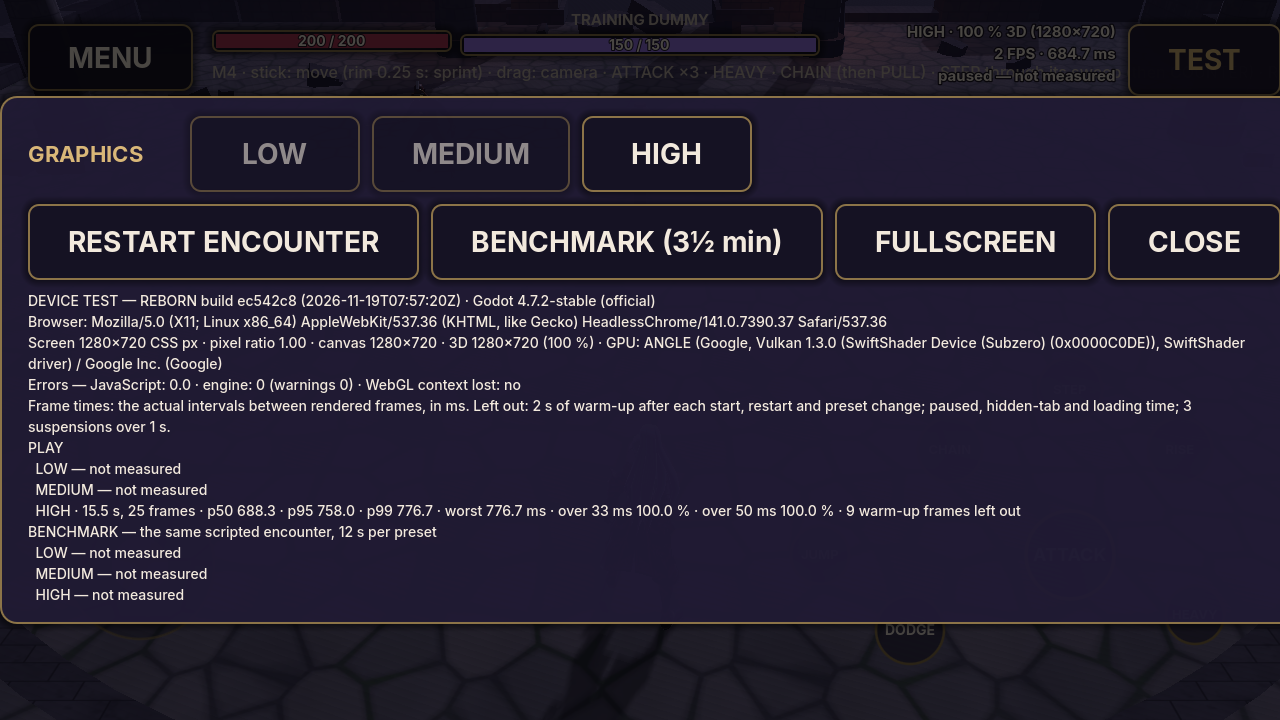 TRAINING DUMMY
MENU
200 / 200
150 / 150
HIGH · 100 % 3D (1280×720)
2 FPS · 684.7 ms
paused — not measured
TEST
M4 · stick: move (rim 0.25 s: sprint) · drag: camera · ATTACK ×3 · HEAVY · CHAIN (then PULL) ·
GRAPHICS
LOW
MEDIUM
HIGH
RESTART ENCOUNTER
BENCHMARK (3½ min)
FULLSCREEN
CLOSE
DEVICE TEST — REBORN build ec542c8 (2026-11-19T07:57:20Z) · Godot 4.7.2-stable (official)
Browser: Mozilla/5.0 (X11; Linux x86_64) AppleWebKit/537.36 (KHTML, like Gecko) HeadlessChrome/141.0.7390.37 Safari/537.36
Screen 1280×720 CSS px · pixel ratio 1.00 · canvas 1280×720 · 3D 1280×720 (100 %) · GPU: ANGLE (Google, Vulkan 1.3.0 (SwiftShader Device (Subzero) (0x0000C0DE)), SwiftShader
driver) / Google Inc. (Google)
Errors — JavaScript: 0.0 · engine: 0 (warnings 0) · WebGL context lost: no
Frame times: the actual intervals between rendered frames, in ms. Left out: 2 s of warm-up after each start, restart and preset change; paused, hidden-tab and loading time; 3
suspensions over 1 s.
PLAY
LOW — not measured
MEDIUM — not measured
HIGH · 15.5 s, 25 frames · p50 688.3 · p95 758.0 · p99 776.7 · worst 776.7 ms · over 33 ms 100.0 % · over 50 ms 100.0 % · 9 warm-up frames left out
BENCHMARK — the same scripted encounter, 12 s per preset
LOW — not measured
MEDIUM — not measured
HIGH — not measured
DODGE